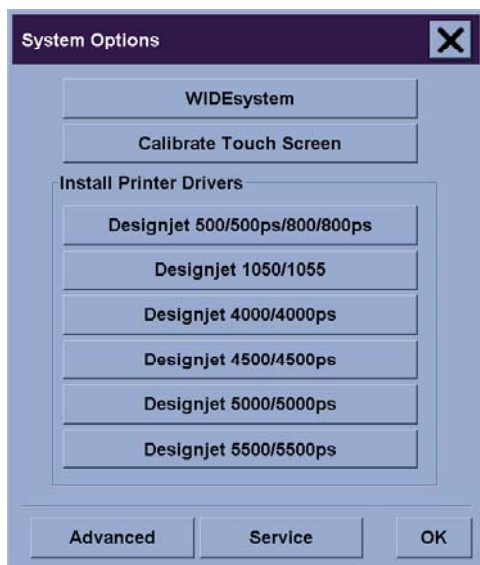 System Options
WIDEsystem
Calibrate Touch Screen
Install Printer Drivers
Designjet 500/500ps/800/800ps
Designjet 1050/1055
Designjet 4000/4000ps
Designjet 4500/4500ps
Designjet 5000/5000ps
Designjet 5500/5500ps
Advanced Service OK